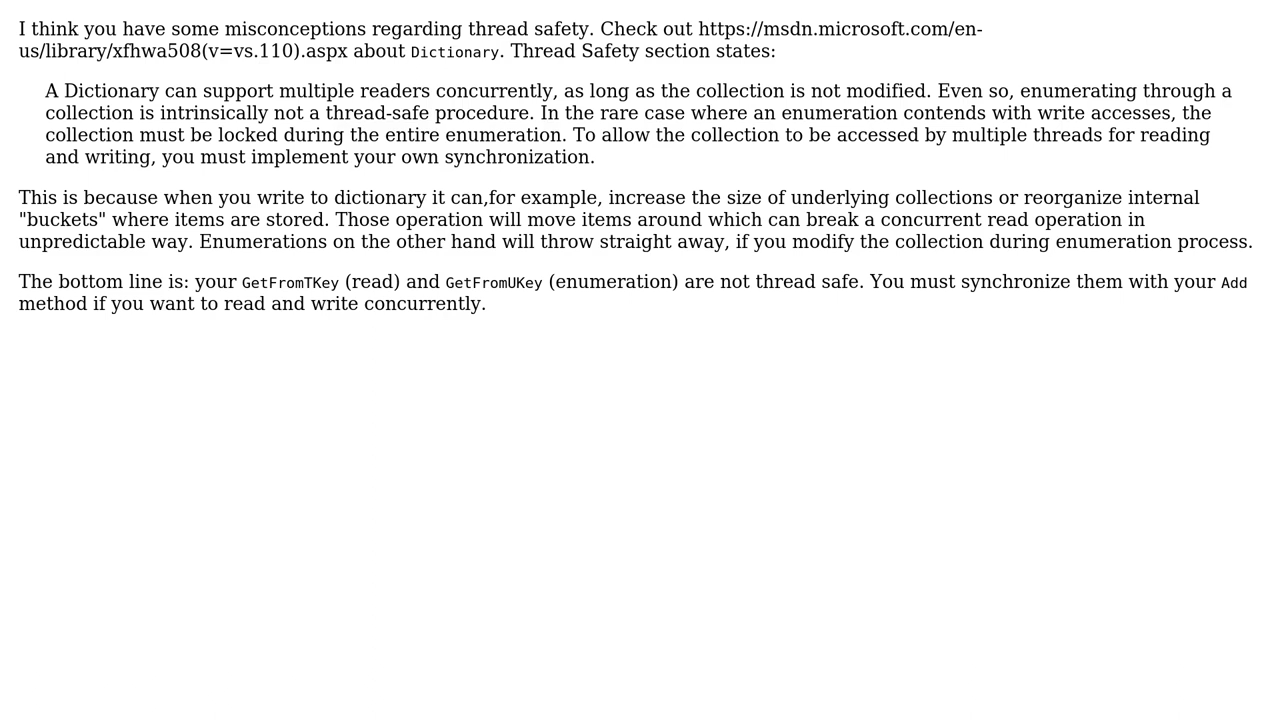 I think you have some misconceptions regarding thread safety. Check out https://msdn.microsoft.com/en-
us/library/xfhwa508(v=vs.110).aspx about Dictionary. Thread Safety section states:
A Dictionary can support multiple readers concurrently, as long as the collection is not modified. Even so, enumerating through a
collection is intrinsically not a thread-safe procedure. In the rare case where an enumeration contends with write accesses, the
collection must be locked during the entire enumeration. To allow the collection to be accessed by multiple threads for reading
and writing, you must implement your own synchronization.
This is because when you write to dictionary it can,for example, increase the size of underlying collections or reorganize internal
"buckets" where items are stored. Those operation will move items around which can break a concurrent read operation in
unpredictable way. Enumerations on the other hand will throw straight away, if you modify the collection during enumeration process.
The bottom line is: your GetFromTKey (read) and GetFromUKey (enumeration) are not thread safe. You must synchronize them with your Add
method if you want to read and write concurrently.